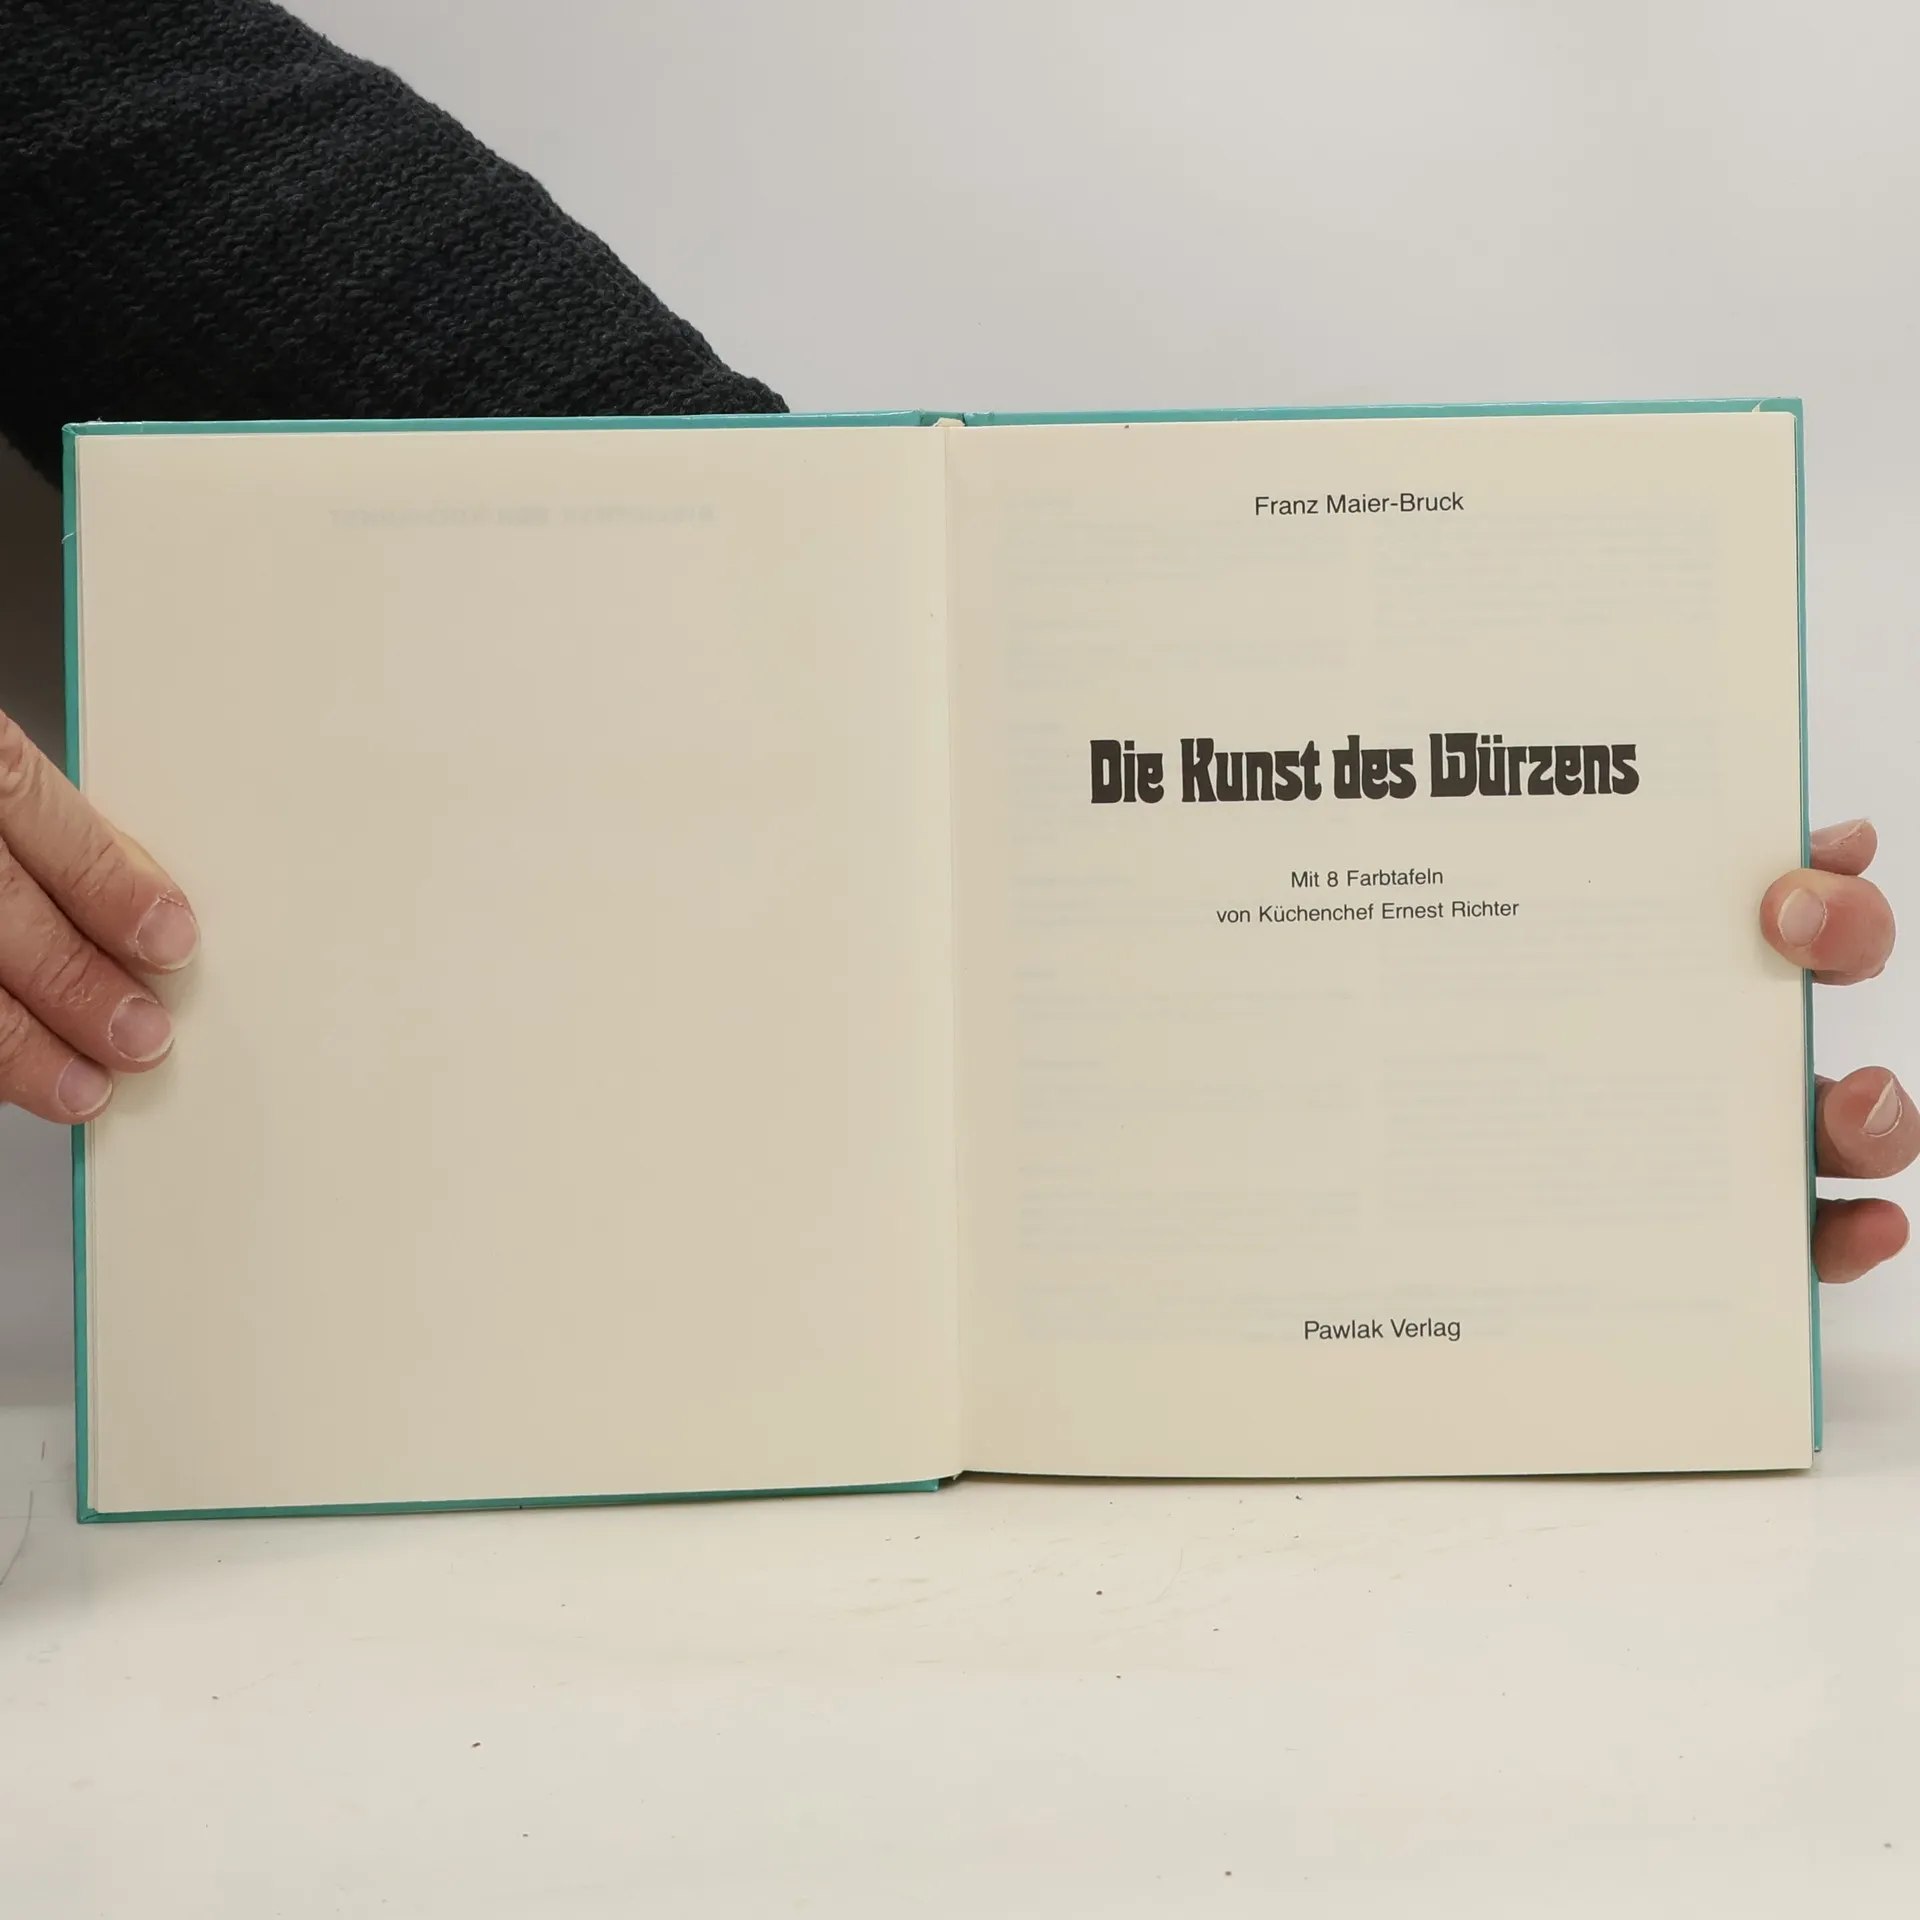 Franz Maier-Bruck
Die Kunst des Würzens
Mit 8 Farbtafeln
von Küchenchef Ernest Richter
Pawlak Verlag